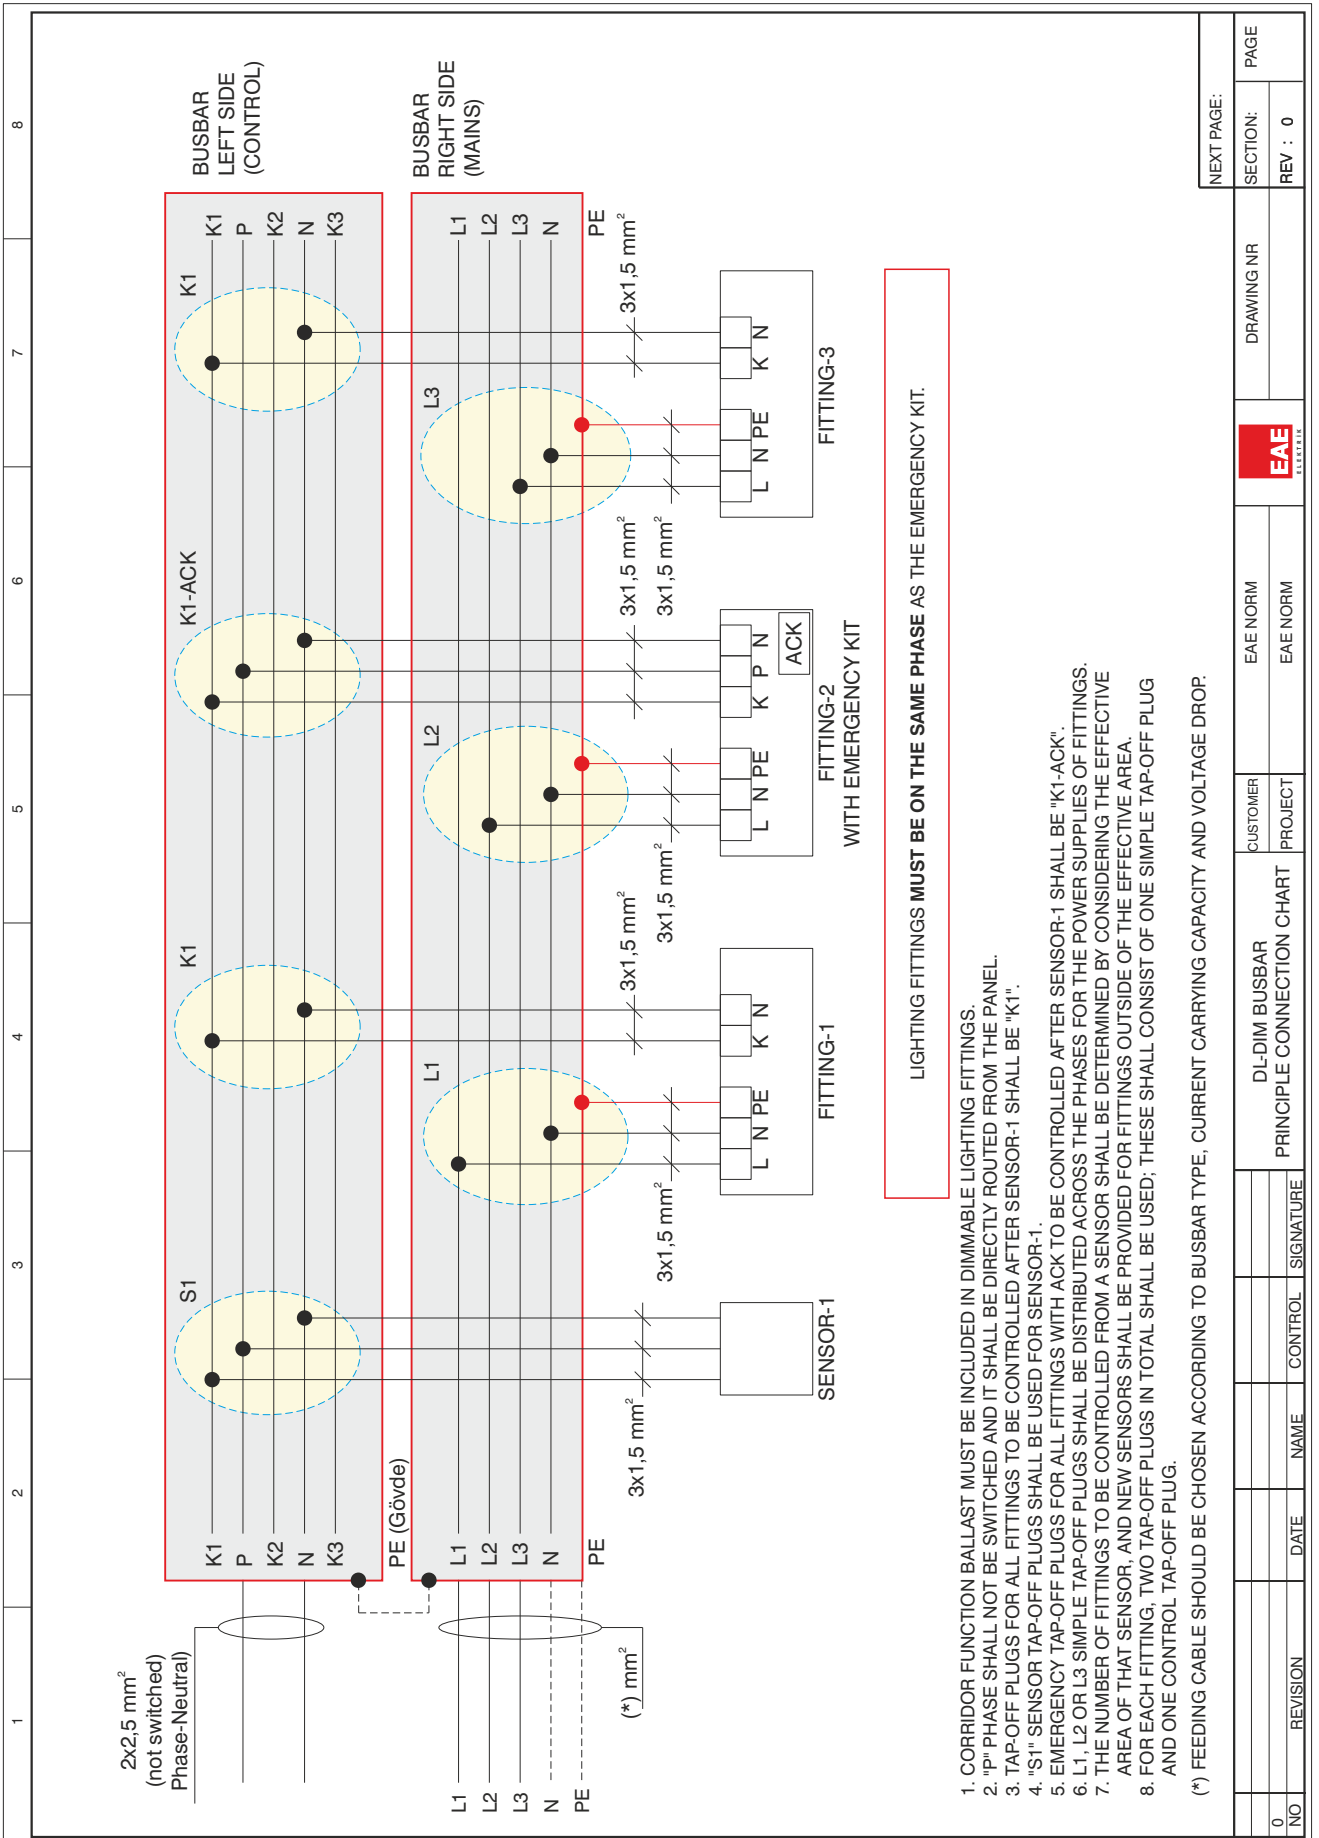 1
2
3
4
5
6
7
8
2x2,5 mm²
(not switched)
Phase-Neutral)
BUSBAR
LEFT SIDE
(CONTROL)
S1
K1
K1-ACK
K1
K1
P
K2
N
K3
K1
P
K2
N
K3
PE (Gövde)
BUSBAR
RIGHT SIDE
(MAINS)
L1
L2
L3
L1
L2
L3
N
PE
L1
L2
L3
N
PE
L1
L2
L3
N
PE
(*) mm²
3x1,5 mm²
3x1,5 mm²
3x1,5 mm²
3x1,5 mm²
3x1,5 mm²
3x1,5 mm²
3x1,5 mm²
SENSOR-1
L N PE K N
FITTING-1
L N PE K P N
ACK
FITTING-2
WITH EMERGENCY KIT
L N PE K N
FITTING-3
LIGHTING FITTINGS MUST BE ON THE SAME PHASE AS THE EMERGENCY KIT.
1. CORRIDOR FUNCTION BALLAST MUST BE INCLUDED IN DIMMABLE LIGHTING FITTINGS.
2. "P" PHASE SHALL NOT BE SWITCHED AND IT SHALL BE DIRECTLY ROUTED FROM THE PANEL.
3. TAP-OFF PLUGS FOR ALL FITTINGS TO BE CONTROLLED AFTER SENSOR-1 SHALL BE "K1".
4. "S1" SENSOR TAP-OFF PLUGS SHALL BE USED FOR SENSOR-1.
5. EMERGENCY TAP-OFF PLUGS FOR ALL FITTINGS WITH ACK TO BE CONTROLLED AFTER SENSOR-1 SHALL BE "K1-ACK".
6. L1, L2 OR L3 SIMPLE TAP-OFF PLUGS SHALL BE DISTRIBUTED ACROSS THE PHASES FOR THE POWER SUPPLIES OF FITTINGS.
7. THE NUMBER OF FITTINGS TO BE CONTROLLED FROM A SENSOR SHALL BE DETERMINED BY CONSIDERING THE EFFECTIVE
AREA OF THAT SENSOR, AND NEW SENSORS SHALL BE PROVIDED FOR FITTINGS OUTSIDE OF THE EFFECTIVE AREA.
8. FOR EACH FITTING, TWO TAP-OFF PLUGS IN TOTAL SHALL BE USED; THESE SHALL CONSIST OF ONE SIMPLE TAP-OFF PLUG
AND ONE CONTROL TAP-OFF PLUG.
(*) FEEDING CABLE SHOULD BE CHOSEN ACCORDING TO BUSBAR TYPE, CURRENT CARRYING CAPACITY AND VOLTAGE DROP.
NEXT PAGE:
0
NO
REVISION
DATE
NAME
CONTROL
SIGNATURE
DL-DIM BUSBAR
PRINCIPLE CONNECTION CHART
CUSTOMER
EAE NORM
PROJECT
EAE NORM
EAE
ELEKTRIK
DRAWING NR
SECTION:
REV : 0
PAGE